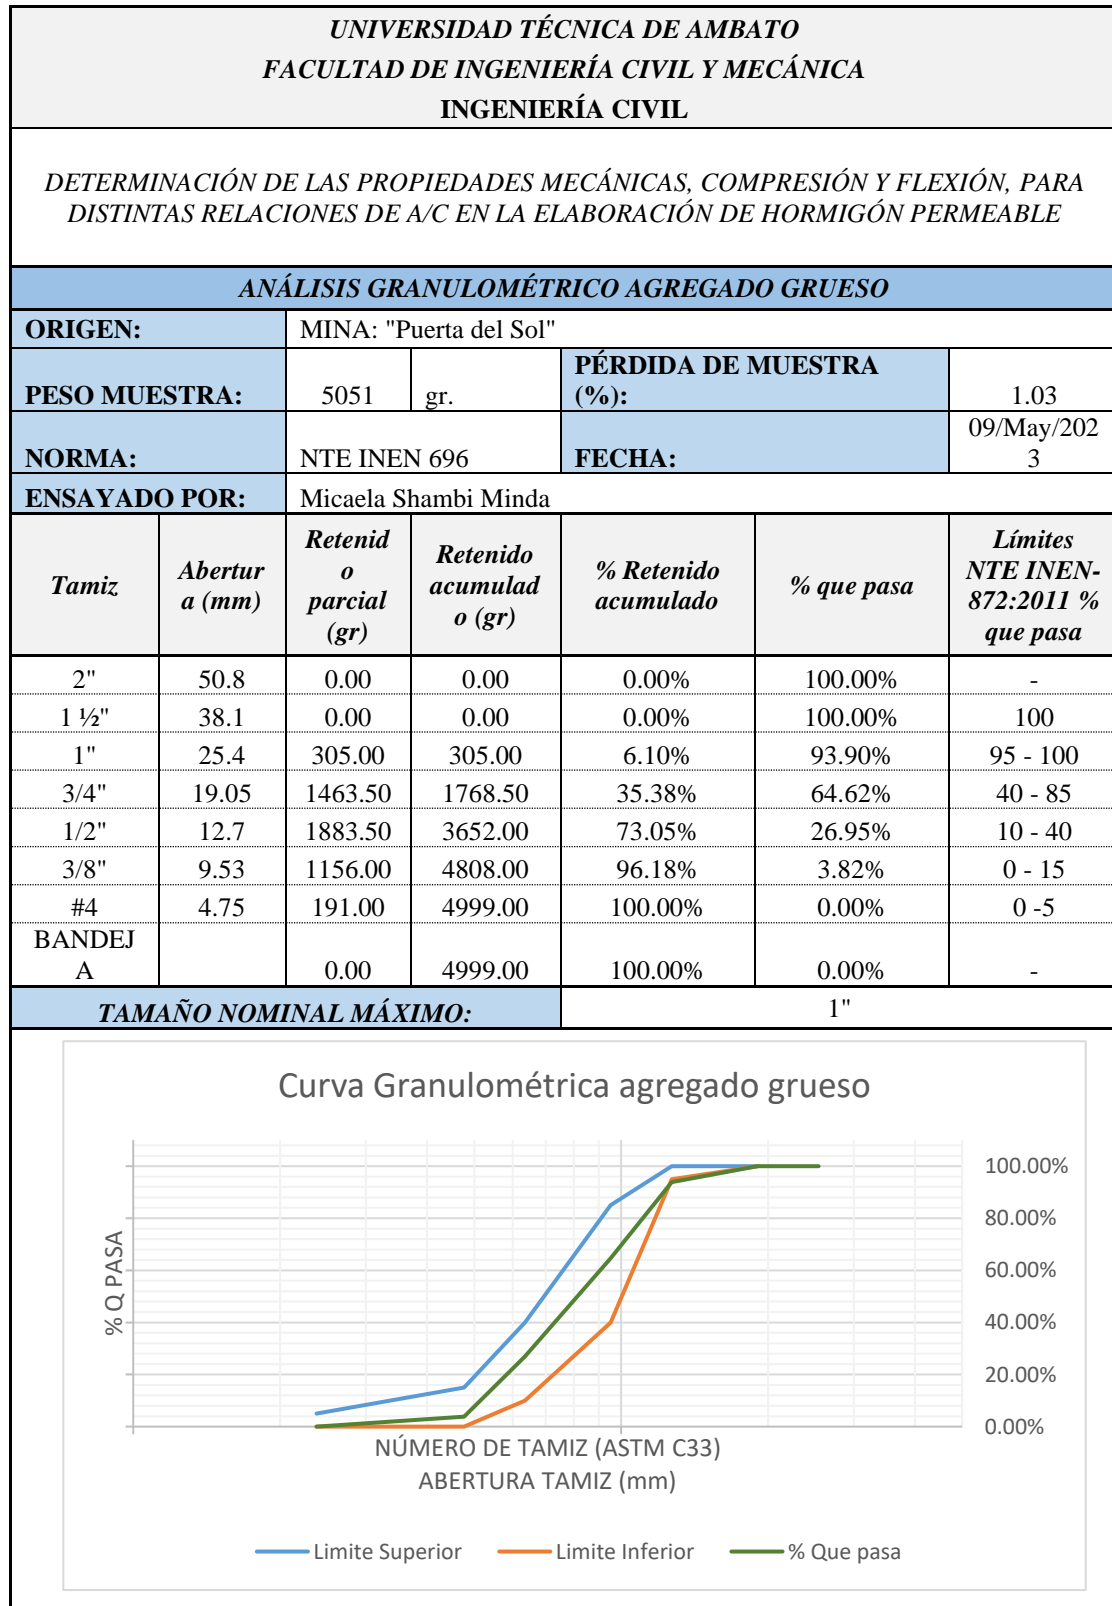 UNIVERSIDAD TÉCNICA DE AMBATO
FACULTAD DE INGENIERÍA CIVIL Y MECÁNICA
INGENIERÍA CIVIL
DETERMINACIÓN DE LAS PROPIEDADES MECÁNICAS, COMPRESIÓN Y FLEXIÓN, PARA
DISTINTAS RELACIONES DE A/C EN LA ELABORACIÓN DE HORMIGÓN PERMEABLE
ANÁLISIS GRANULOMÉTRICO AGREGADO GRUESO
ORIGEN: MINA: "Puerta del Sol"
PESO MUESTRA: 5051 gr. PÉRDIDA DE MUESTRA
(%): 1.03
NORMA: NTE INEN 696 FECHA: 09/May/202
3
ENSAYADO POR: Micaela Shambi Minda
Tamiz
Abertur
a (mm)
Retenid
o
parcial
(gr)
Retenido
acumulad
o (gr)
% Retenido
acumulado
% que pasa
Límites
NTE INEN-
872:2011 %
que pasa
2" 50.8 0.00 0.00 0.00% 100.00% -
1 ½" 38.1 0.00 0.00 0.00% 100.00% 100
1" 25.4 305.00 305.00 6.10% 93.90% 95 - 100
3/4" 19.05 1463.50 1768.50 35.38% 64.62% 40 - 85
1/2" 12.7 1883.50 3652.00 73.05% 26.95% 10 - 40
3/8" 9.53 1156.00 4808.00 96.18% 3.82% 0 - 15
#4 4.75 191.00 4999.00 100.00% 0.00% 0 -5
BANDEJ
A 0.00 4999.00 100.00% 0.00% -
TAMAÑO NOMINAL MÁXIMO: 1"
Curva Granulométrica agregado grueso
100.00%
80.00%
60.00%
40.00%
20.00%
0.00%
% Q PASA
NÚMERO DE TAMIZ (ASTM C33)
ABERTURA TAMIZ (mm)
Limite Superior Limite Inferior % Que pasa